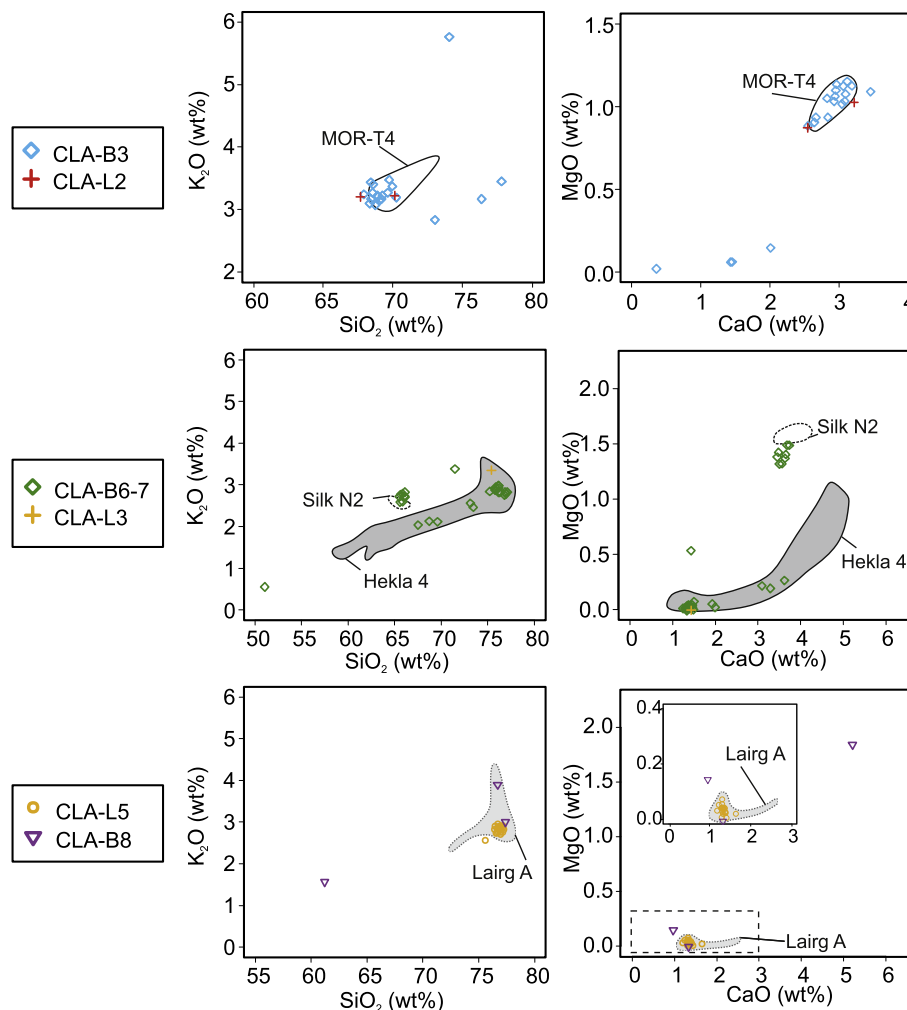 CLA-B3
CLA-L2
6
5
4
3
2
K₂O (wt%)
MOR-T4
60 65 70 75 80
SiO₂ (wt%)
1.5
1.0
0.5
0.0
MgO (wt%)
MOR-T4
0 1 2 3 4
CaO (wt%)
CLA-B6-7
CLA-L3
6
5
4
3
2
1
0
K₂O (wt%)
Silk N2
Hekla 4
50 55 60 65 70 75 80
SiO₂ (wt%)
2.0
1.5
1.0
0.5
0.0
MgO (wt%)
Silk N2
Hekla 4
0 1 2 3 4 5 6
CaO (wt%)
CLA-L5
CLA-B8
6
5
4
3
2
1
0
K₂O (wt%)
Lairg A
50 55 60 65 70 75 80
SiO₂ (wt%)
2.0
1.5
1.0
0.5
0.0
MgO (wt%)
0.4
0.2
0.0
Lairg A
0 1 2 3
Lairg A
0 1 2 3 4 5 6
CaO (wt%)